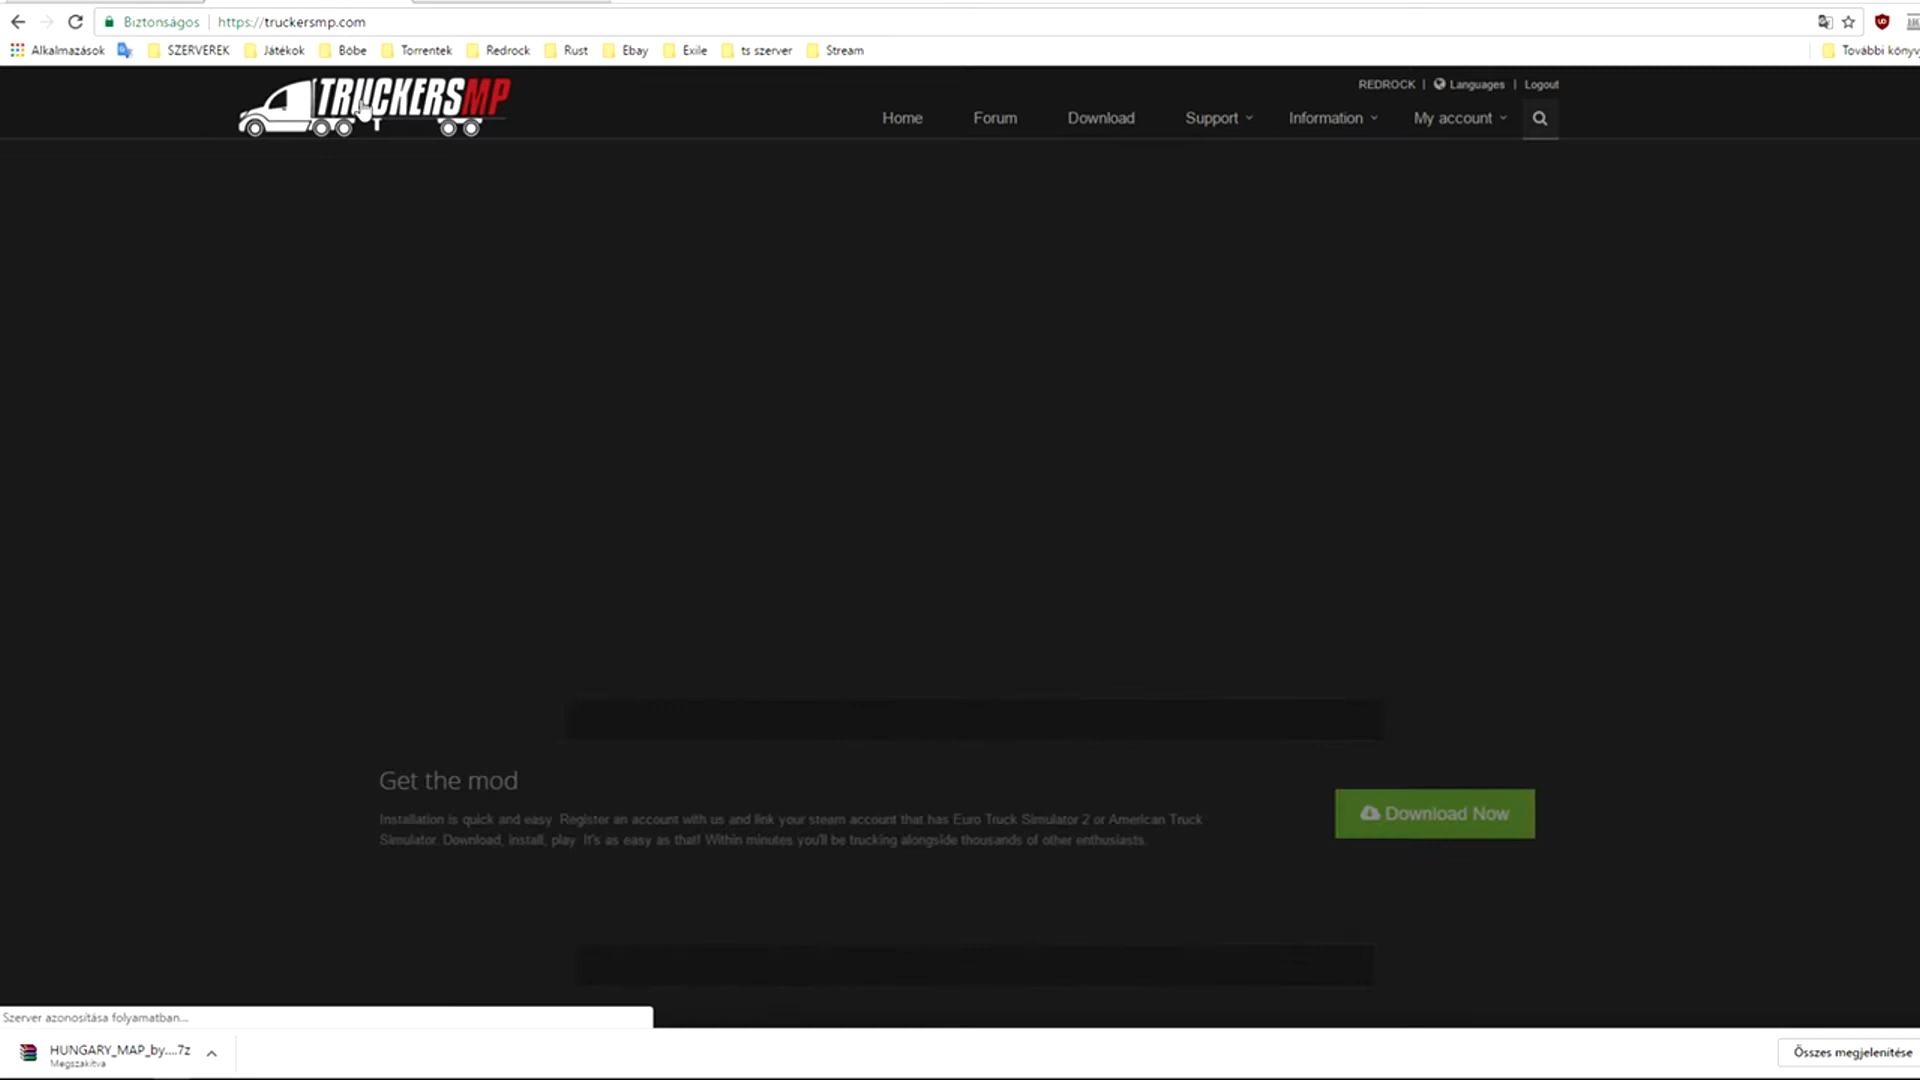 Biztonságos | https://truckersmp.com
Alkalmazások SZERVEREK Játékok Bobe Torrentek Redrock Rust Ebay Exile ts szerver Stream További könyv
TRUCKERSMP
REDROCK | Languages | Logout
Home Forum Download Support Information My account
Get the mod
Installation is quick and easy. Register an account with us and link your steam account that has Euro Truck Simulator 2 or American Truck
Simulator. Download, install, play. It's as easy as that! Within minutes you'll be trucking alongside thousands of other enthusiasts.
Download Now
Szerver azonosítása folyamatban...
HUNGARY_MAP_by....7z
Megszakítva
Összes megjelenítése